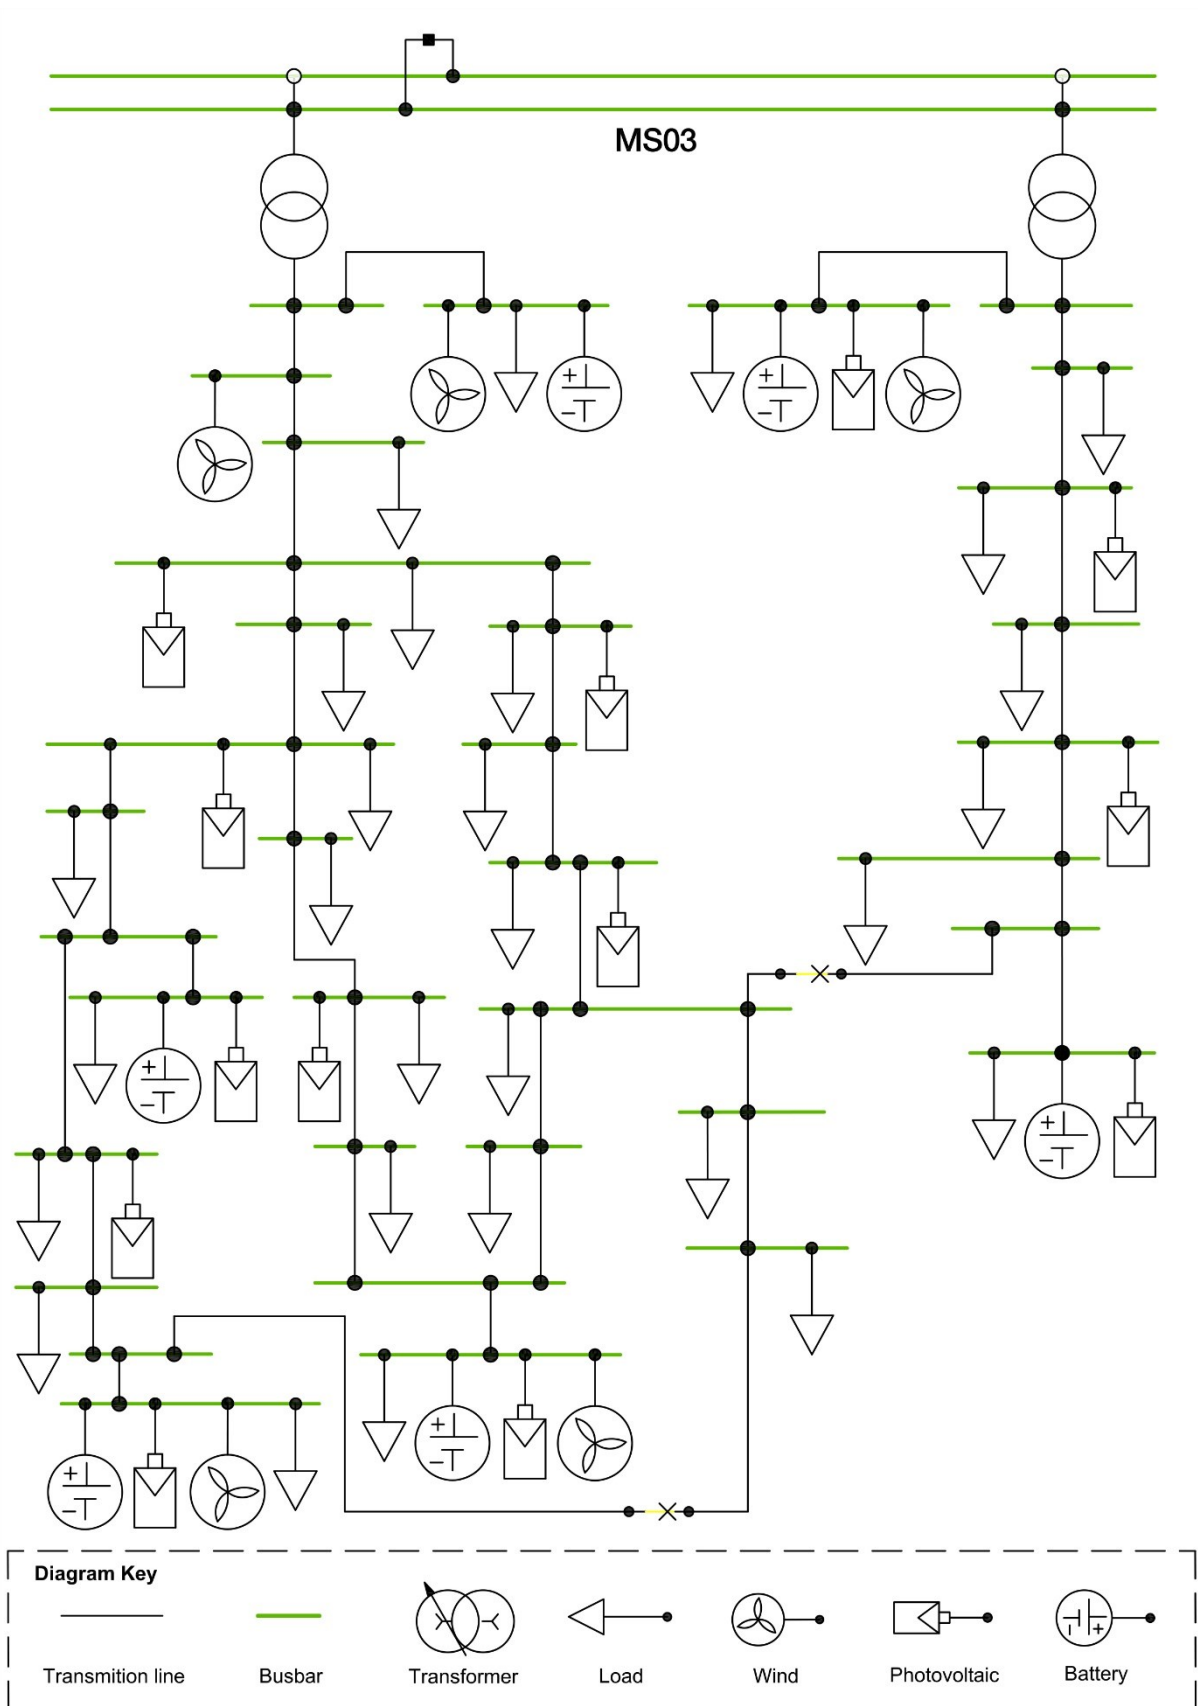 MS03
Diagram Key
Transmition line
Busbar
Transformer
Load
Wind
Photovoltaic
Battery